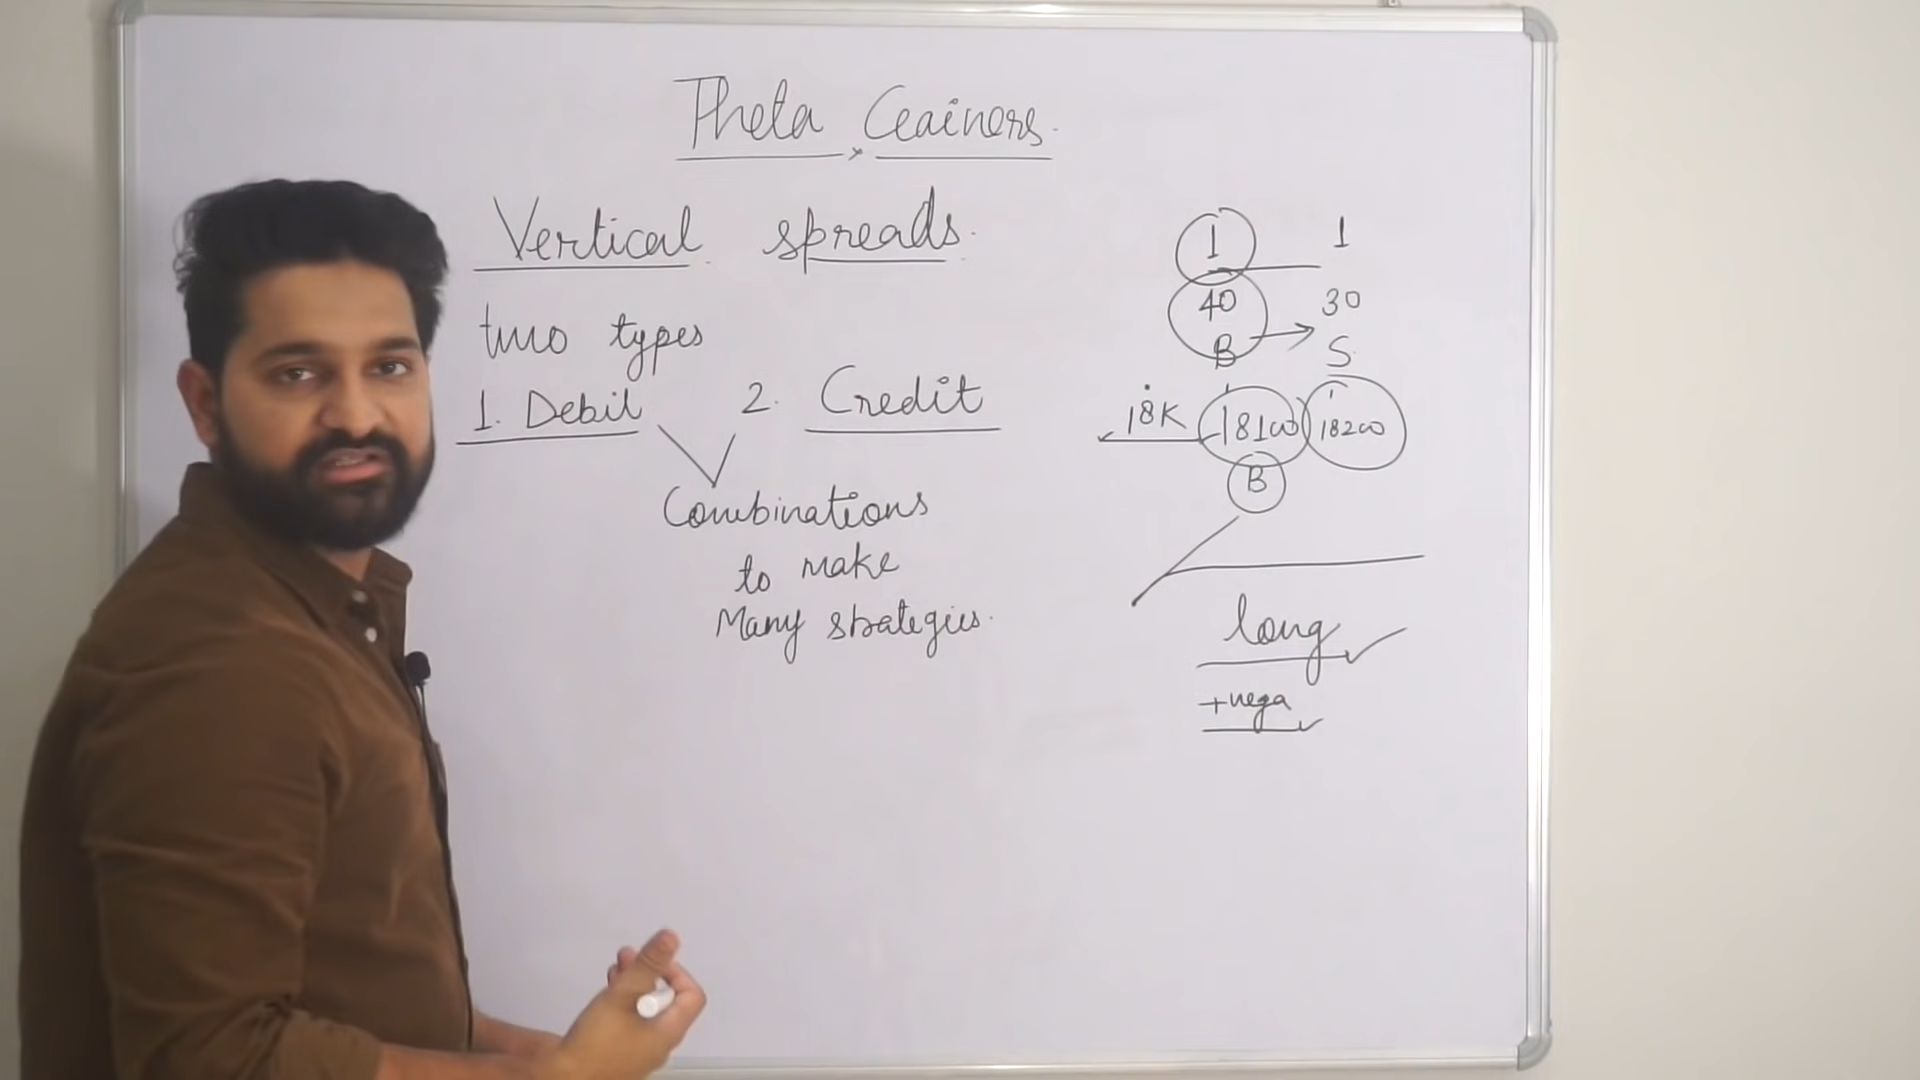 Theta Gainers.
Vertical spreads.
two types
1. Debit 2. Credit
Combinations
to make
Many strategies.
1 1
40 30
B S
18K 18100 18200
B
long
+vega